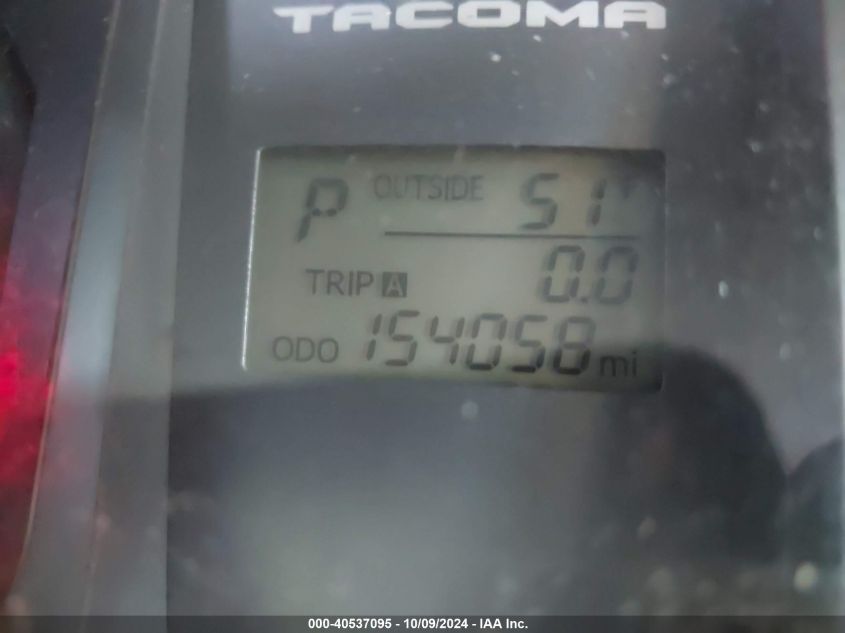 TACOMA
P OUTSIDE 51°
TRIP A 0.0
ODO 154058 mi
000-40537095 - 10/09/2024 - IAA Inc.